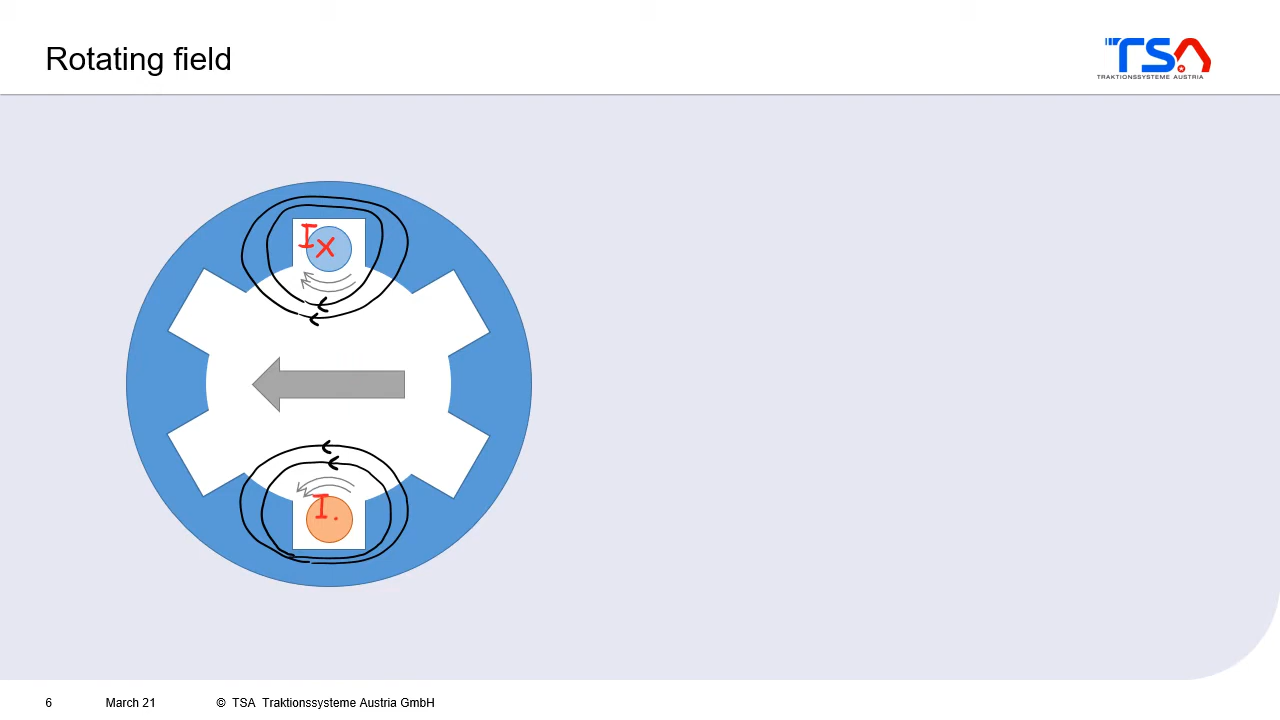 Rotating field
TSA
TRAKTIONSSYSTEME AUSTRIA
I x
I .
6 March 21 © TSA Traktionssysteme Austria GmbH